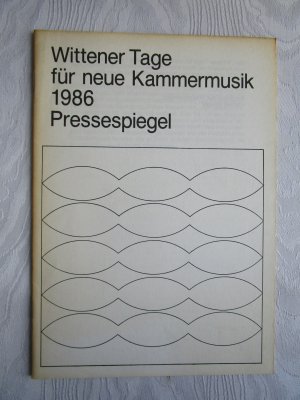 Wittener Tage
für neue Kammermusik
1986
Pressespiegel